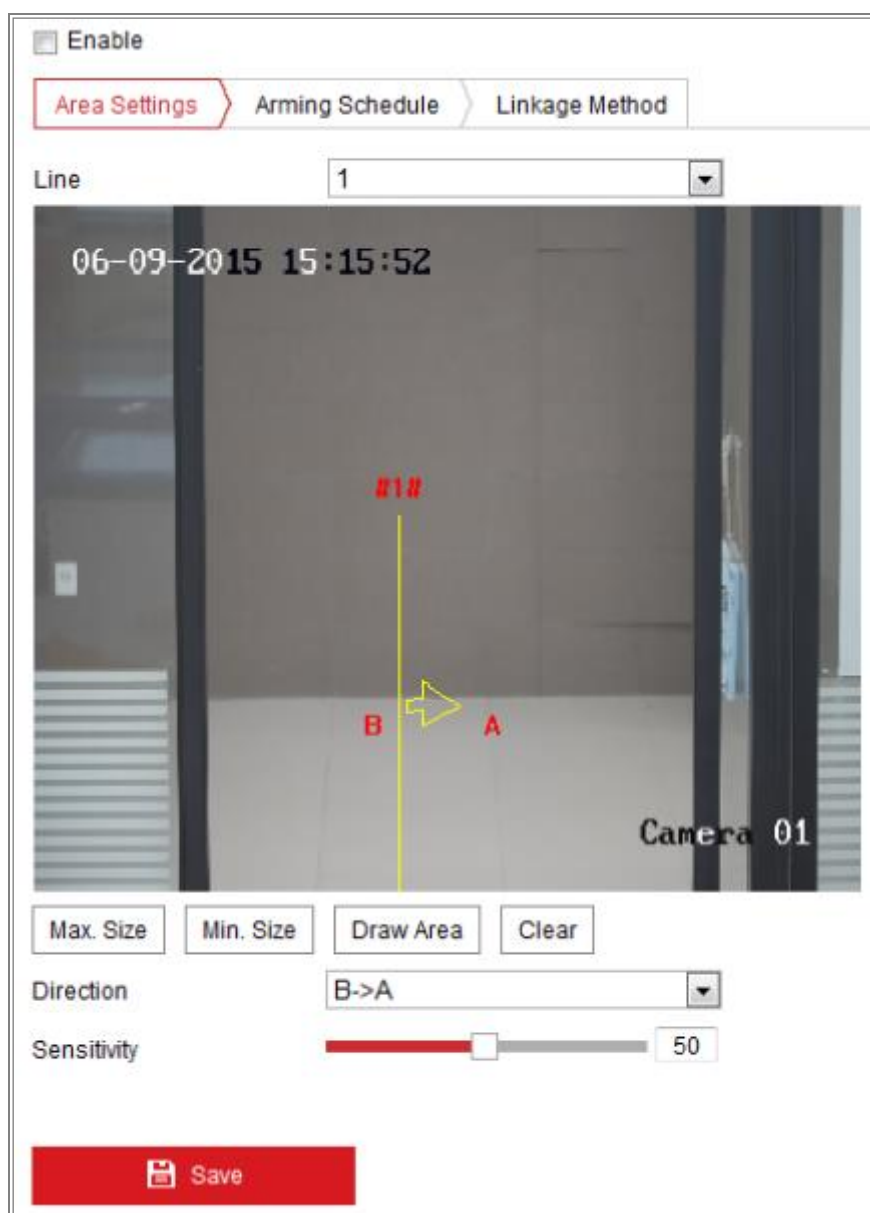 Enable
Area Settings Arming Schedule Linkage Method
Line 1
06-09-2015 15:15:52
#1#
B A
Camera 01
Max. Size Min. Size Draw Area Clear
Direction B->A
Sensitivity 50
Save